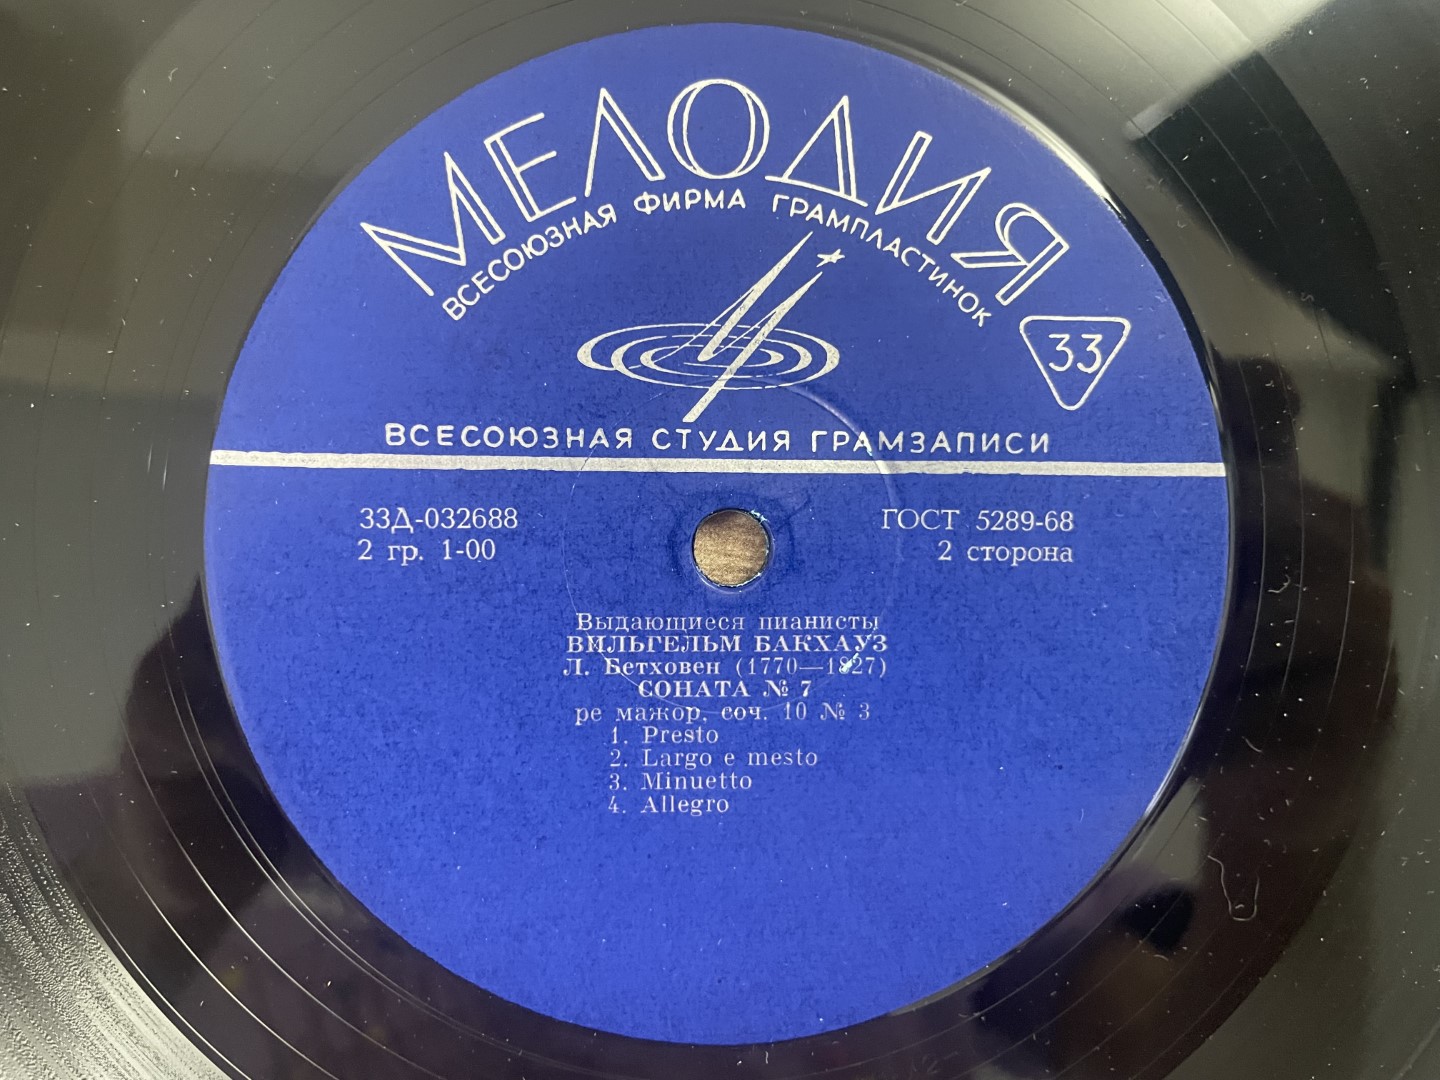 МЕЛОДИЯ
ВСЕСОЮЗНАЯ ФИРМА ГРАМПЛАСТИНОК
33
ВСЕСОЮЗНАЯ СТУДИЯ ГРАМЗАПИСИ
33Д-032688
ГОСТ 5289-68
2 гр. 1-00
2 сторона
Выдающиеся пианисты
ВИЛЬГЕЛЬМ БАКХАУЗ
Л. Бетховен (1770—1827)
СОНАТА № 7
ре мажор, соч. 10 № 3
1. Presto
2. Largo e mesto
3. Minuetto
4. Allegro